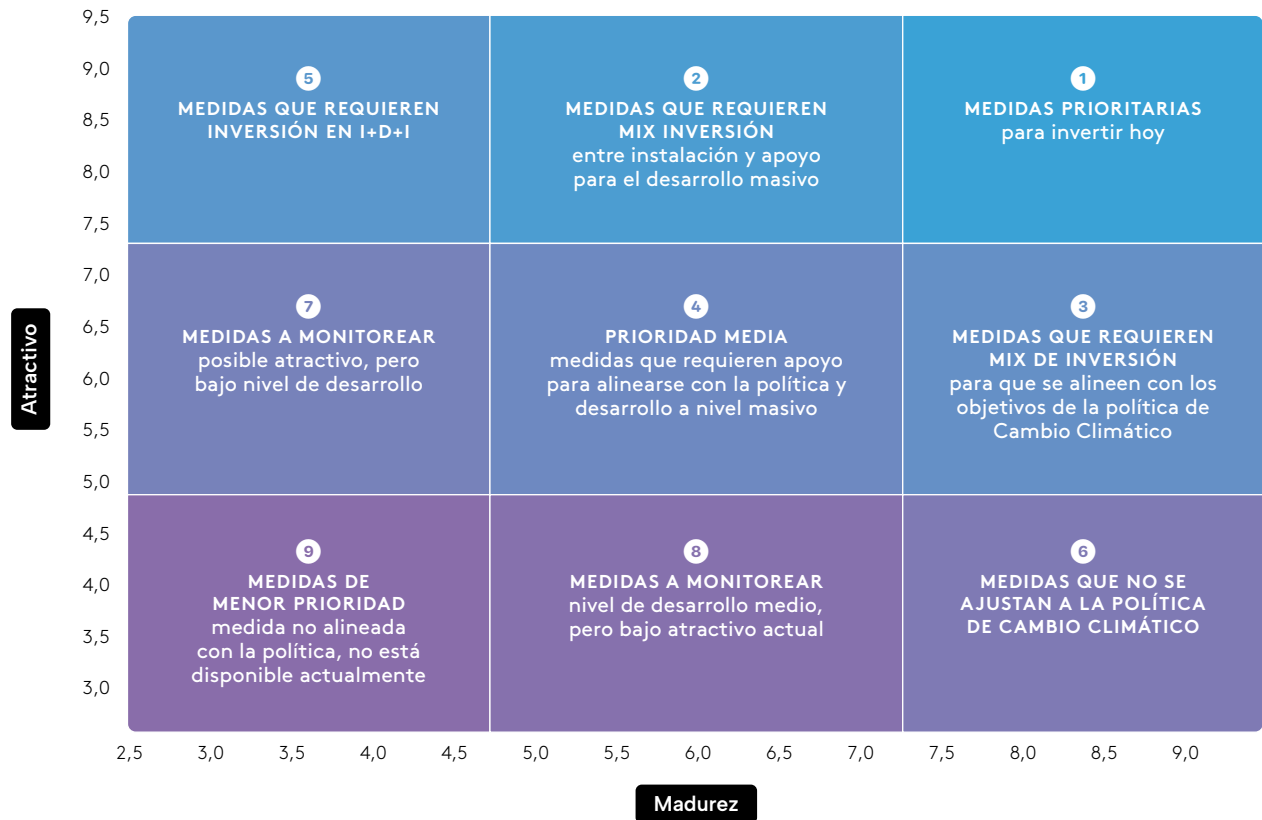 9,5
9,0
8,5
8,0
7,5
7,0
6,5
6,0
5,5
5,0
4,5
4,0
3,5
3,0
Atractivo
5
MEDIDAS QUE REQUIEREN
INVERSIÓN EN I+D+I
2
MEDIDAS QUE REQUIEREN
MIX INVERSIÓN
entre instalación y apoyo
para el desarrollo masivo
1
MEDIDAS PRIORITARIAS
para invertir hoy
7
MEDIDAS A MONITOREAR
posible atractivo, pero
bajo nivel de desarrollo
4
PRIORIDAD MEDIA
medidas que requieren apoyo
para alinearse con la política y
desarrollo a nivel masivo
3
MEDIDAS QUE REQUIEREN
MIX DE INVERSIÓN
para que se alineen con los
objetivos de la política de
Cambio Climático
9
MEDIDAS DE
MENOR PRIORIDAD
medida no alineada
con la política, no está
disponible actualmente
8
MEDIDAS A MONITOREAR
nivel de desarrollo medio,
pero bajo atractivo actual
6
MEDIDAS QUE NO SE
AJUSTAN A LA POLÍTICA
DE CAMBIO CLIMÁTICO
2,5 3,0 3,5 4,0 4,5 5,0 5,5 6,0 6,5 7,0 7,5 8,0 8,5 9,0
Madurez